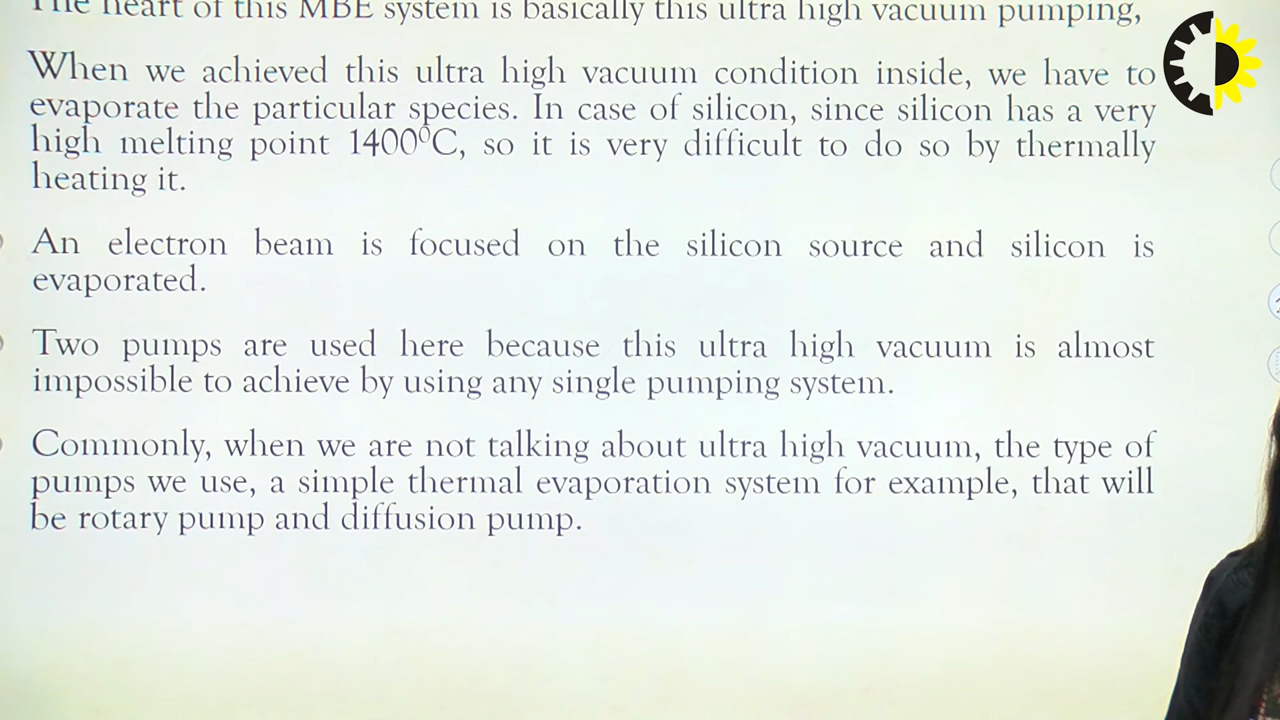 The heart of this MBE system is basically this ultra high vacuum pumping,
When we achieved this ultra high vacuum condition inside, we have to
evaporate the particular species. In case of silicon, since silicon has a very
high melting point 1400⁰C, so it is very difficult to do so by thermally
heating it.
An electron beam is focused on the silicon source and silicon is
evaporated.
Two pumps are used here because this ultra high vacuum is almost
impossible to achieve by using any single pumping system.
Commonly, when we are not talking about ultra high vacuum, the type of
pumps we use, a simple thermal evaporation system for example, that will
be rotary pump and diffusion pump.